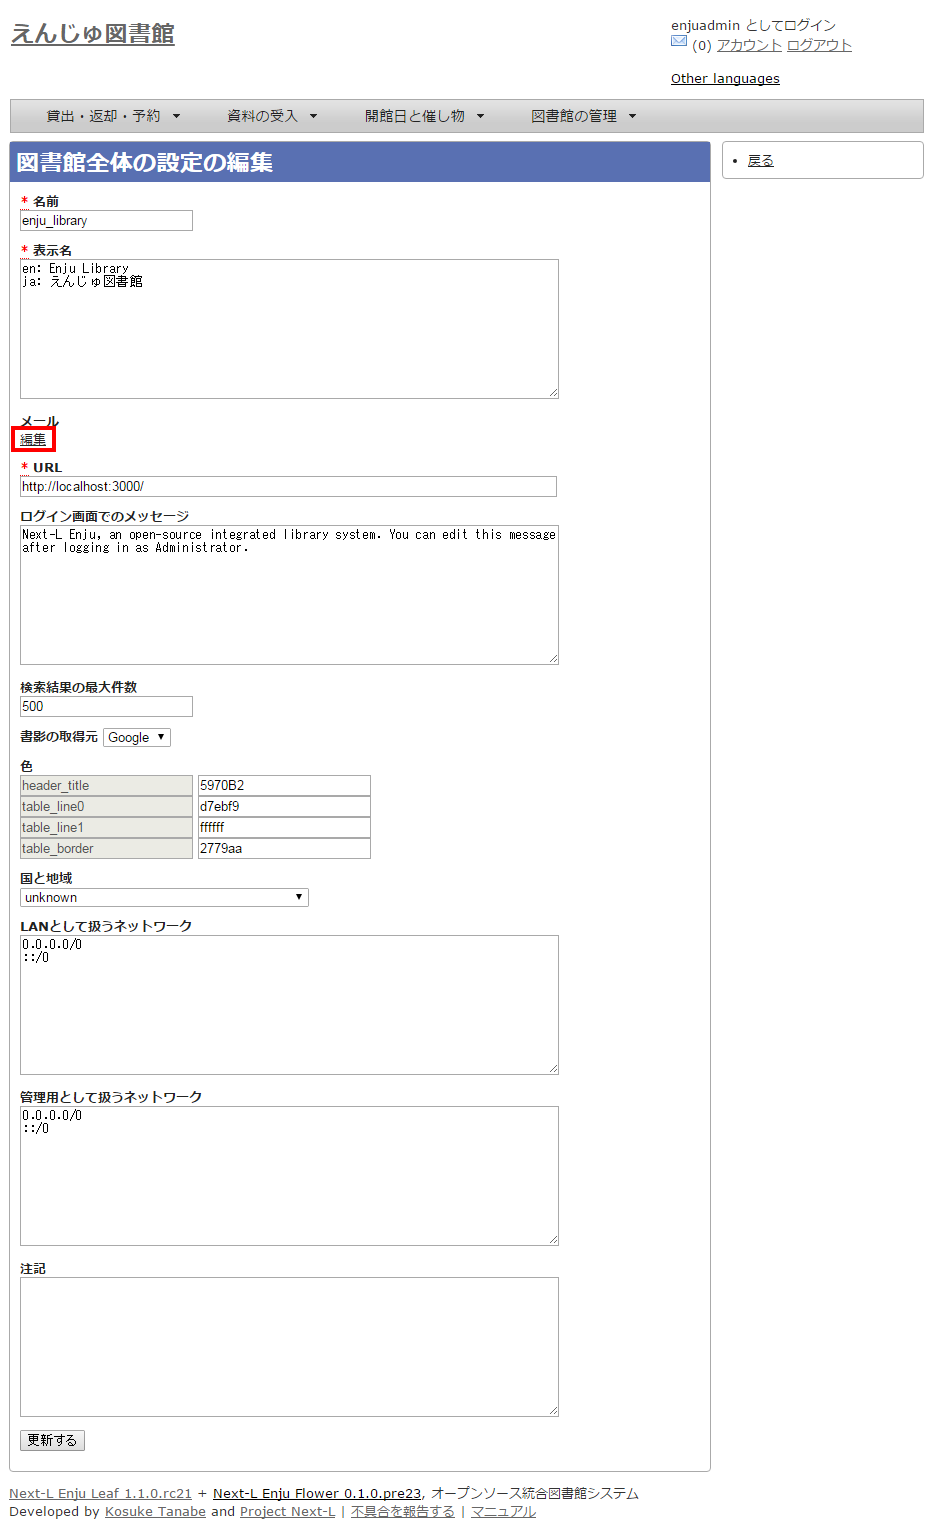 えんじゅ図書館
enjuadmin としてログイン
(0) アカウント ログアウト
Other languages
貸出・返却・予約 ▼ 資料の受入 ▼ 開館日と催し物 ▼ 図書館の管理 ▼
図書館全体の設定の編集
• 戻る
* 名前
enju_library
* 表示名
en: Enju Library
ja: えんじゅ図書館
メール
編集
* URL
http://localhost:3000/
ログイン画面でのメッセージ
Next-L Enju, an open-source integrated library system. You can edit this message
after logging in as Administrator.
検索結果の最大件数
500
書影の取得元 Google ▼
色
header_title 5970B2
table_line0 d7ebf9
table_line1 ffffff
table_border 2779aa
国と地域
unknown ▼
LANとして扱うネットワーク
0.0.0.0/0
::/0
管理用として扱うネットワーク
0.0.0.0/0
::/0
注記
更新する
Next-L Enju Leaf 1.1.0.rc21 + Next-L Enju Flower 0.1.0.pre23, オープンソース統合図書館システム
Developed by Kosuke Tanabe and Project Next-L | 不具合を報告する | マニュアル